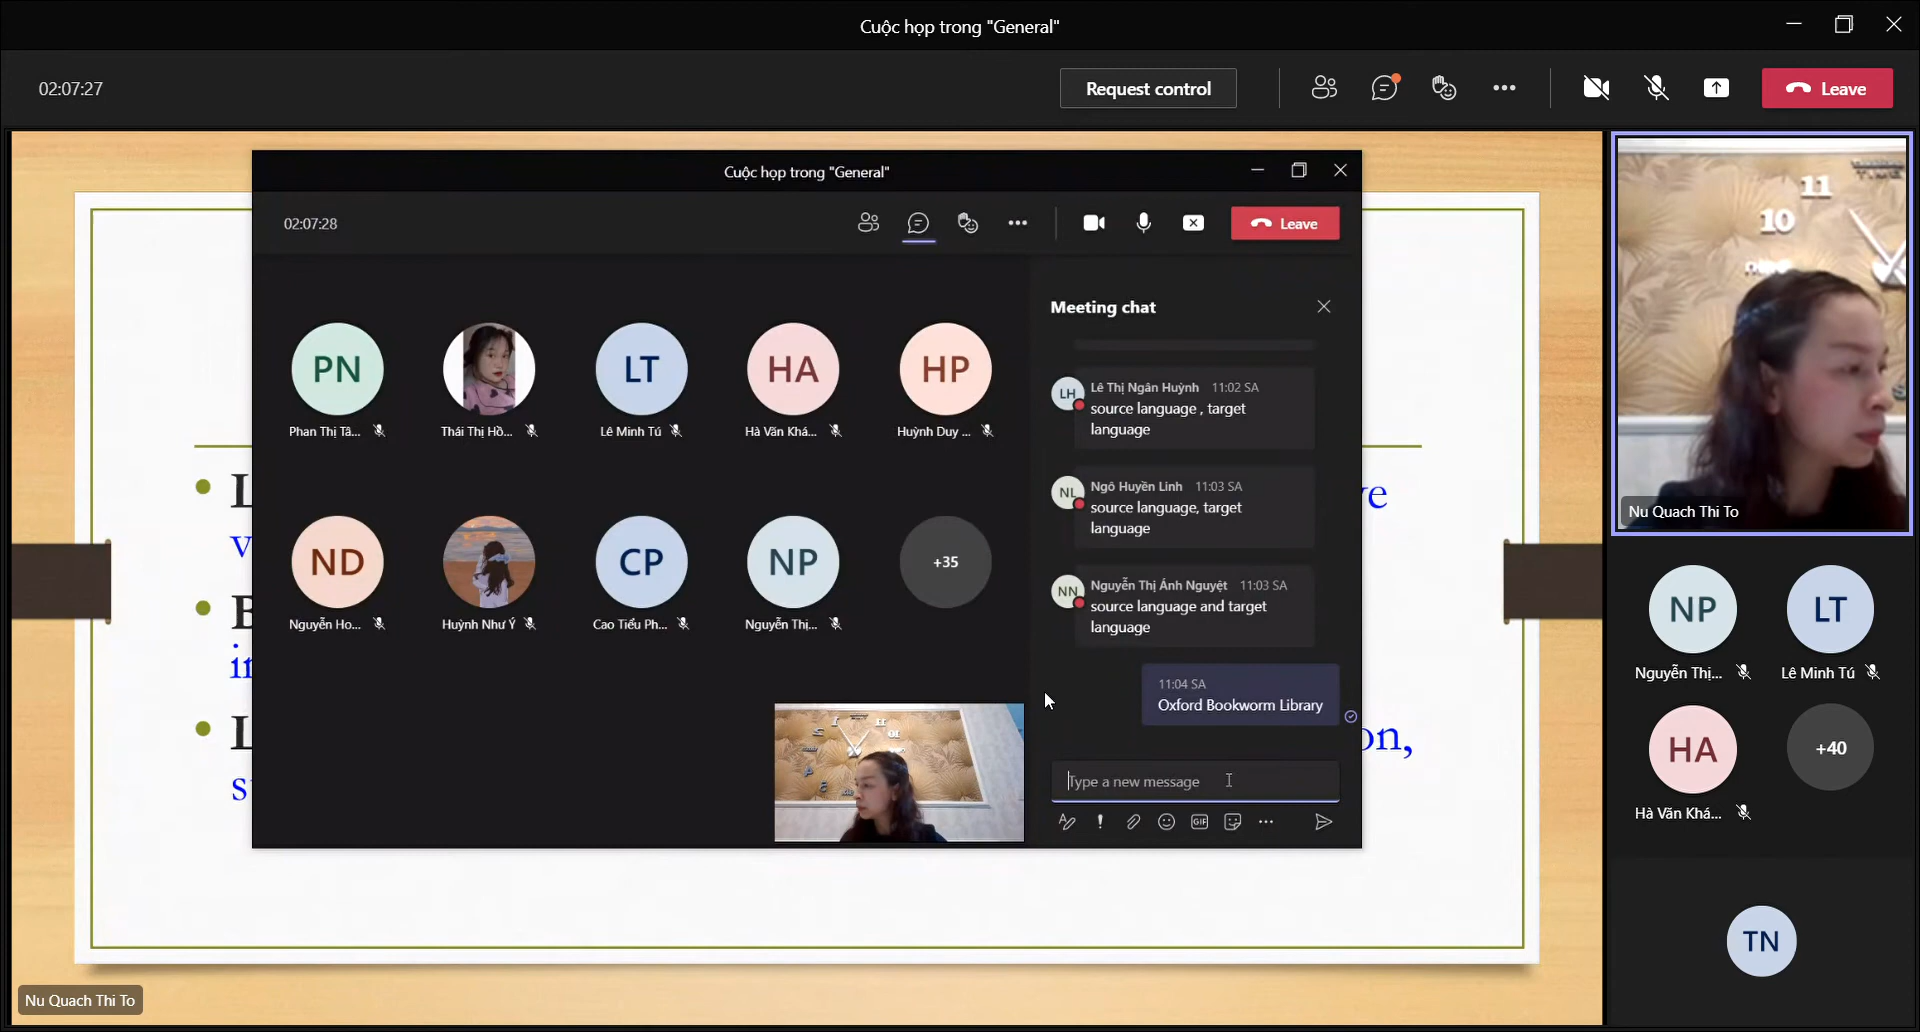 Cuộc họp trong "General"
02:07:27
Request control
Leave
Cuộc họp trong "General"
02:07:28
Leave
PN
LT
HA
HP
Phan Thị Tâ...
Thái Thị Hồ...
Lê Minh Tú
Hà Văn Khá...
Huỳnh Duy ...
ND
CP
NP
+35
Nguyễn Ho...
Huỳnh Như Ý
Cao Tiểu Ph...
Nguyễn Thị...
Meeting chat
LH
Lê Thị Ngân Huỳnh 11:02 SA
source language , target
language
NL
Ngô Huyền Linh 11:03 SA
source language, target
language
NN
Nguyễn Thị Ánh Nguyệt 11:03 SA
source language and target
language
11:04 SA
Oxford Bookworm Library
Type a new message
GIF
L
ve
v
B
in
L
on,
s
Nu Quach Thi To
11
10
Nu Quach Thi To
NP
LT
Nguyễn Thị...
Lê Minh Tú
HA
+40
Hà Văn Khá...
TN